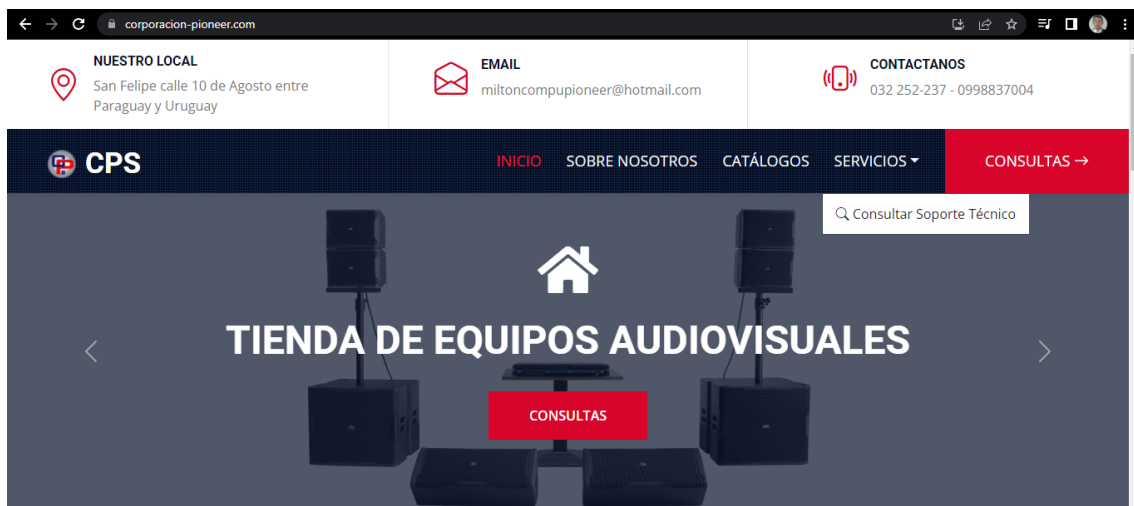 corporacion-pioneer.com
NUESTRO LOCAL
San Felipe calle 10 de Agosto entre
Paraguay y Uruguay
EMAIL
miltoncompupioneer@hotmail.com
CONTACTANOS
032 252-237 - 0998837004
CPS
INICIO
SOBRE NOSOTROS
CATÁLOGOS
SERVICIOS
CONSULTAS →
Consultar Soporte Técnico
TIENDA DE EQUIPOS AUDIOVISUALES
CONSULTAS